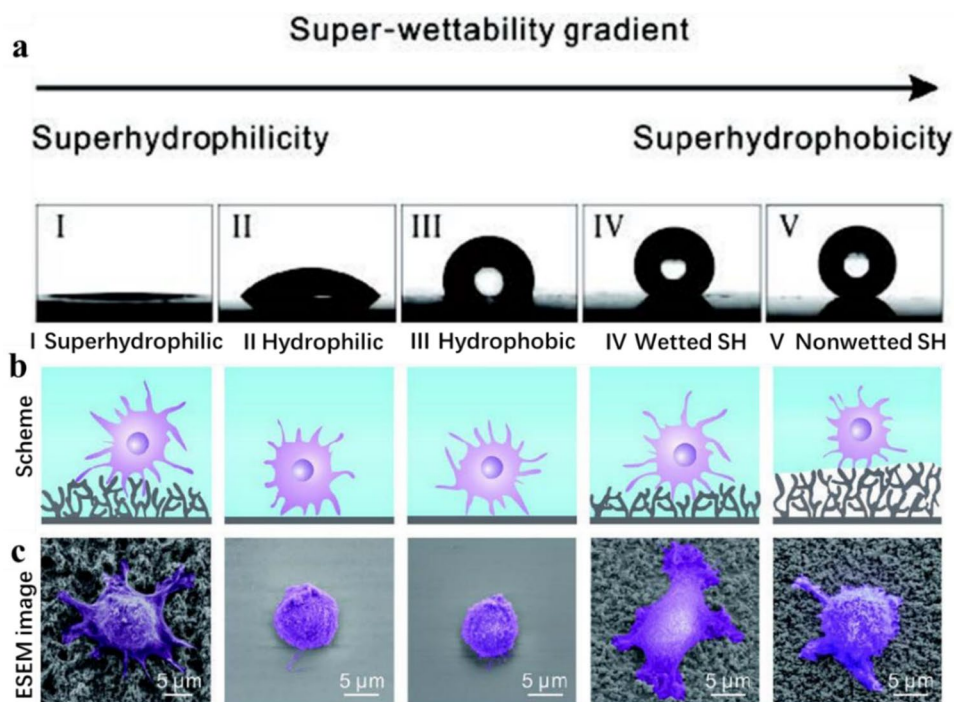 a
Super-wettability gradient
Superhydrophilicity
Superhydrophobicity
I
II
III
IV
V
I Superhydrophilic
II Hydrophilic
III Hydrophobic
IV Wetted SH
V Nonwetted SH
b
Scheme
c
ESEM image
5 µm
5 µm
5 µm
5 µm
5 µm